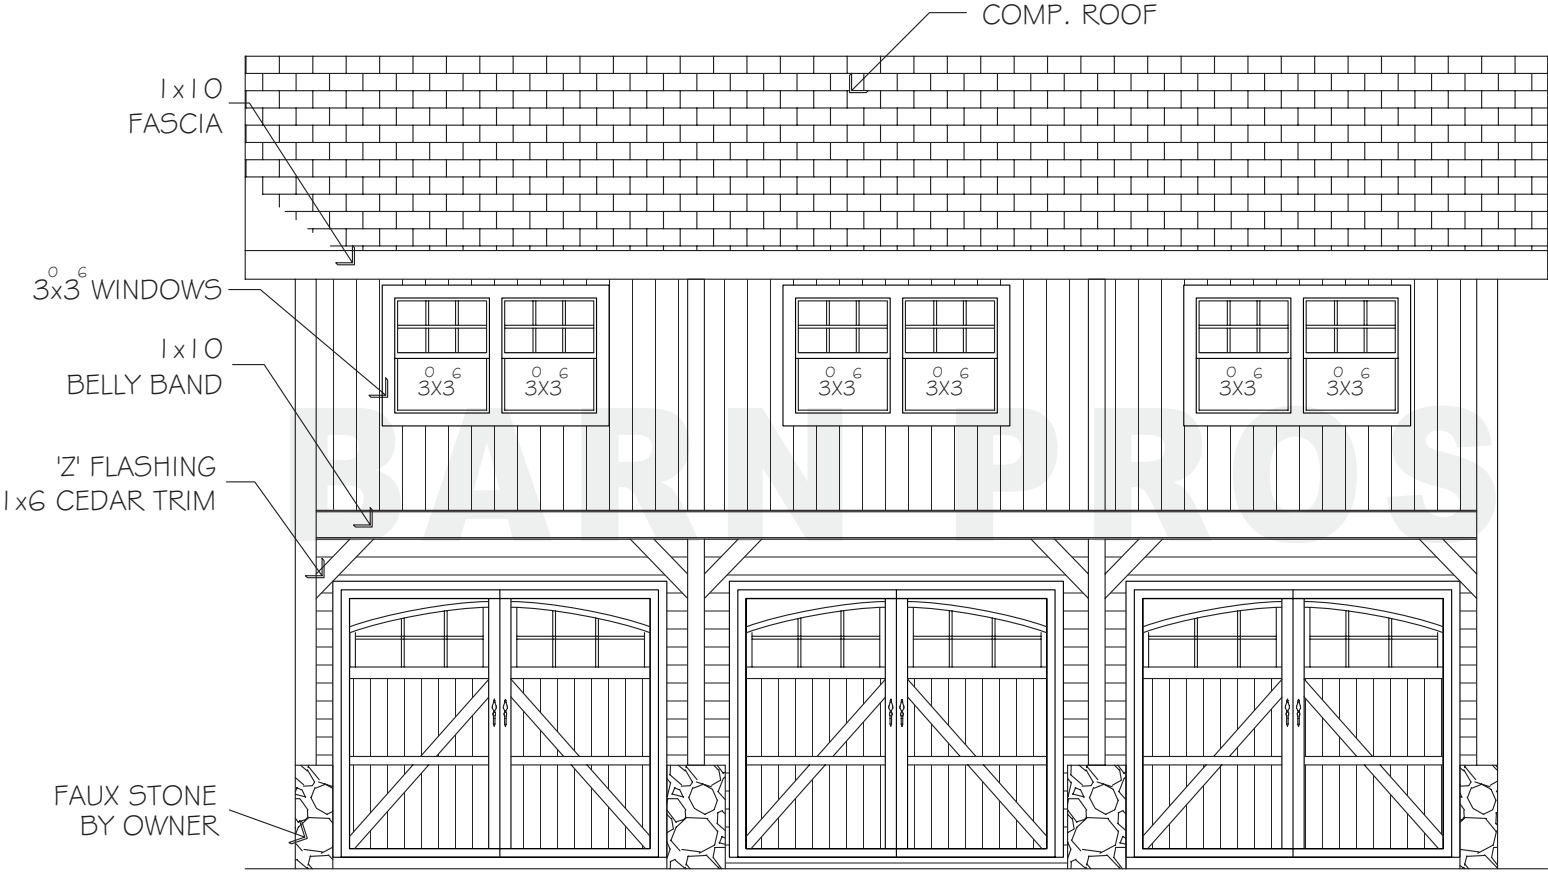 COMP. ROOF
1x10
FASCIA
3⁰x3⁶ WINDOWS
1x10
BELLY BAND
3⁰X3⁶ 3⁰X3⁶ 3⁰X3⁶ 3⁰X3⁶ 3⁰X3⁶ 3⁰X3⁶
BARN PROS
'Z' FLASHING
1x6 CEDAR TRIM
FAUX STONE
BY OWNER